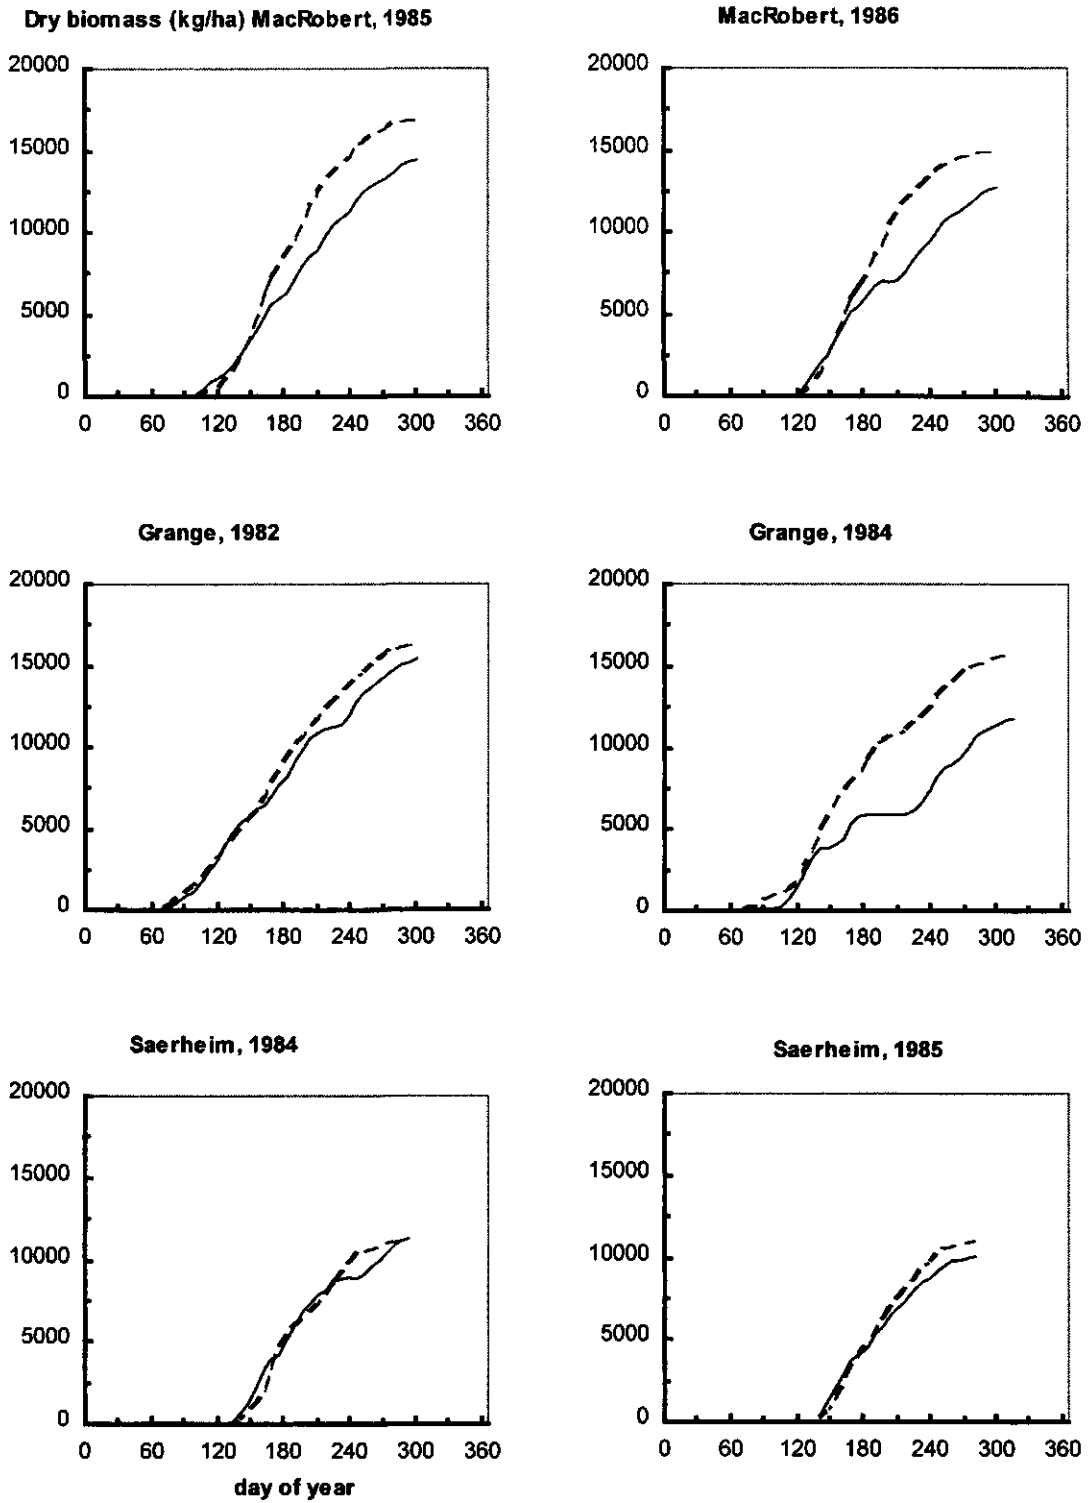 Dry biomass (kg/ha) MacRobert, 1985
20000
15000
10000
5000
0
0 60 120 180 240 300 360
MacRobert, 1986
20000
15000
10000
5000
0
0 60 120 180 240 300 360
Grange, 1982
20000
15000
10000
5000
0
0 60 120 180 240 300 360
Grange, 1984
20000
15000
10000
5000
0
0 60 120 180 240 300 360
Saerheim, 1984
20000
15000
10000
5000
0
0 60 120 180 240 300 360
day of year
Saerheim, 1985
20000
15000
10000
5000
0
0 60 120 180 240 300 360